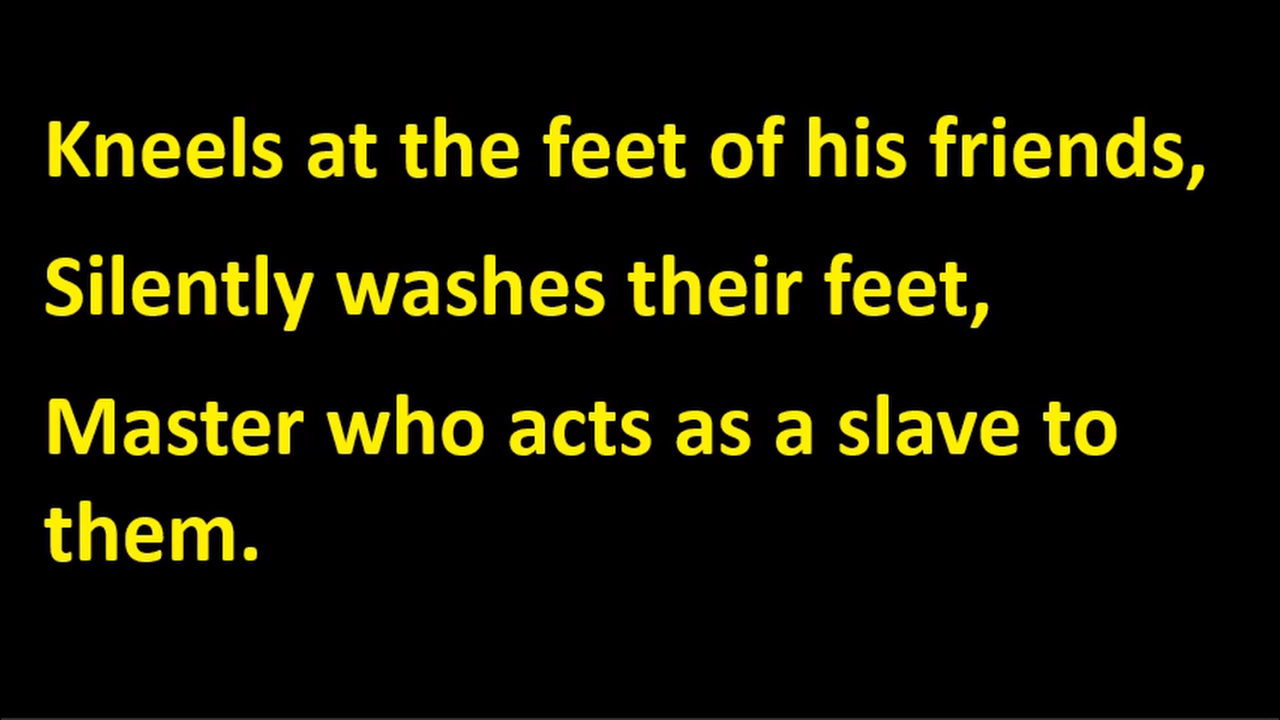 Kneels at the feet of his friends,
Silently washes their feet,
Master who acts as a slave to
them.